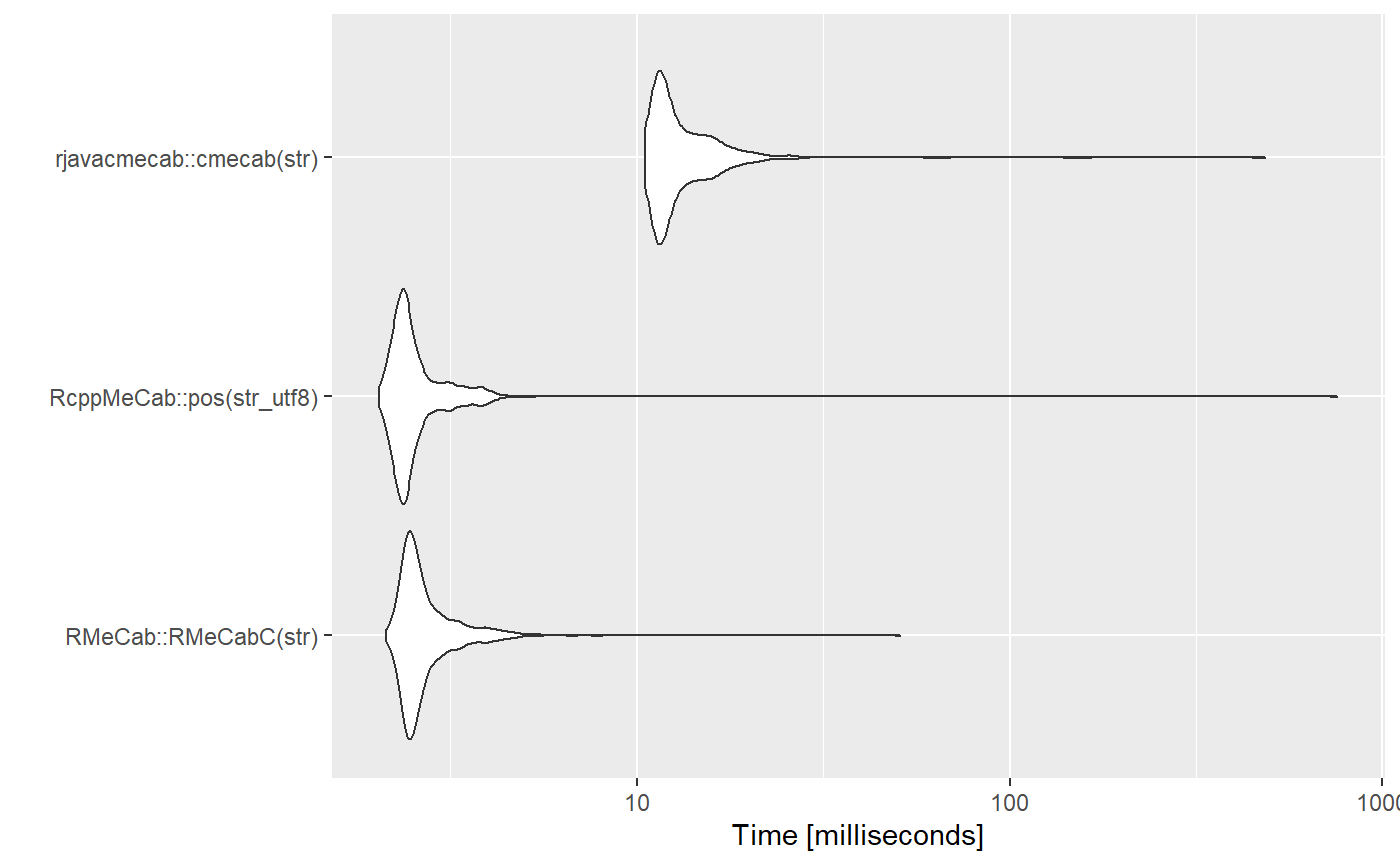 rjavacmecab::cmecab(str)
RcppMeCab::pos(str_utf8)
RMeCab::RMeCabC(str)
10 100 1000
Time [milliseconds]